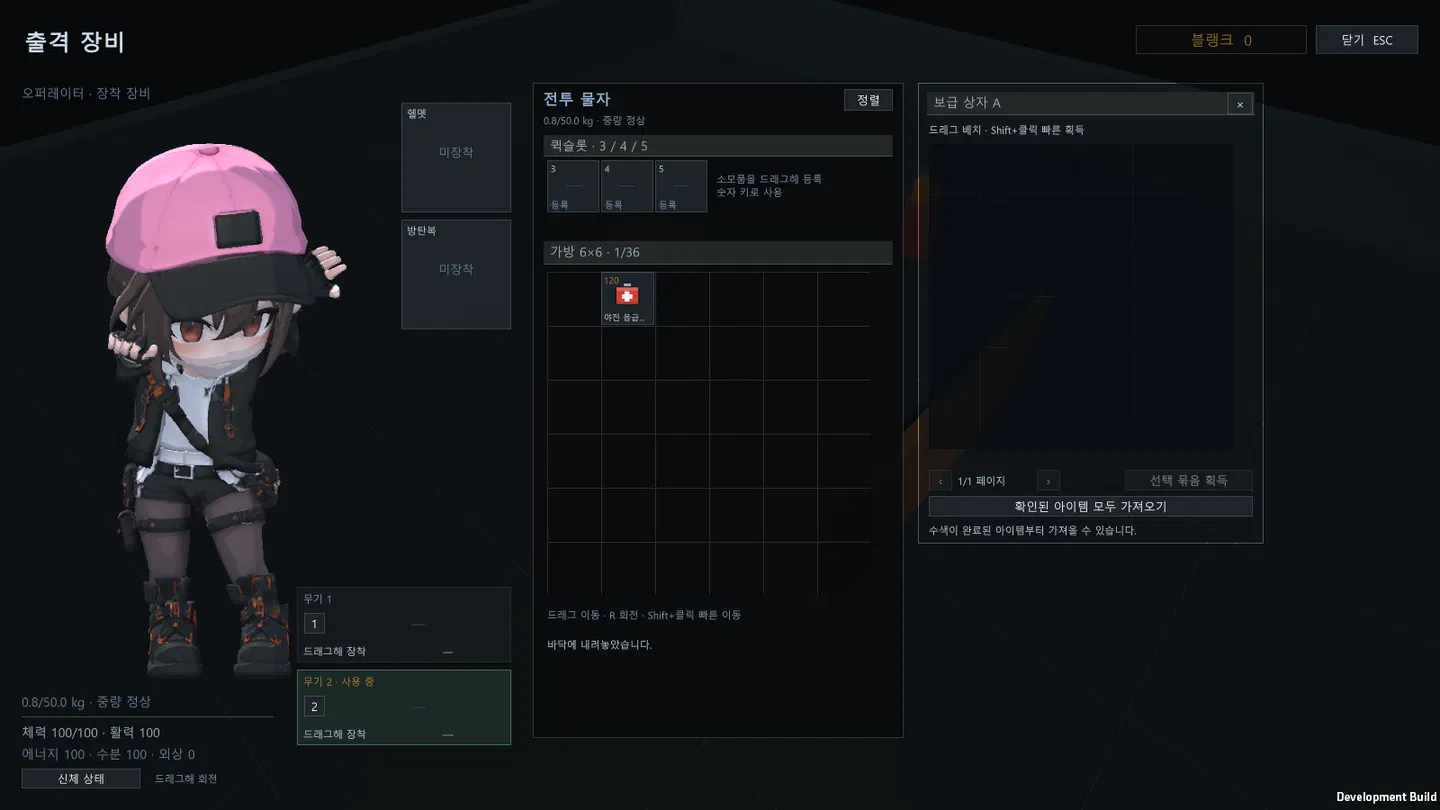 출격 장비
블랭크 0
닫기 ESC
오퍼레이터 · 장착 장비
헬멧
미장착
방탄복
미장착
무기 1
1
드래그해 장착
무기 2 · 사용 중
2
드래그해 장착
0.8/50.0 kg · 중량 정상
체력 100/100 · 활력 100
에너지 100 · 수분 100 · 외상 0
신체 상태
드래그해 회전
전투 물자
정렬
0.8/50.0 kg · 중량 정상
퀵슬롯 · 3 / 4 / 5
3
등록
4
등록
5
등록
소모품을 드래그해 등록
숫자 키로 사용
가방 6×6 · 1/36
120
야전 응급...
드래그 이동 · R 회전 · Shift+클릭 빠른 이동
바닥에 내려놓았습니다.
보급 상자 A
×
드래그 배치 · Shift+클릭 빠른 획득
‹ 1/1 페이지 ›
선택 묶음 획득
확인된 아이템 모두 가져오기
수색이 완료된 아이템부터 가져올 수 있습니다.
Development Build